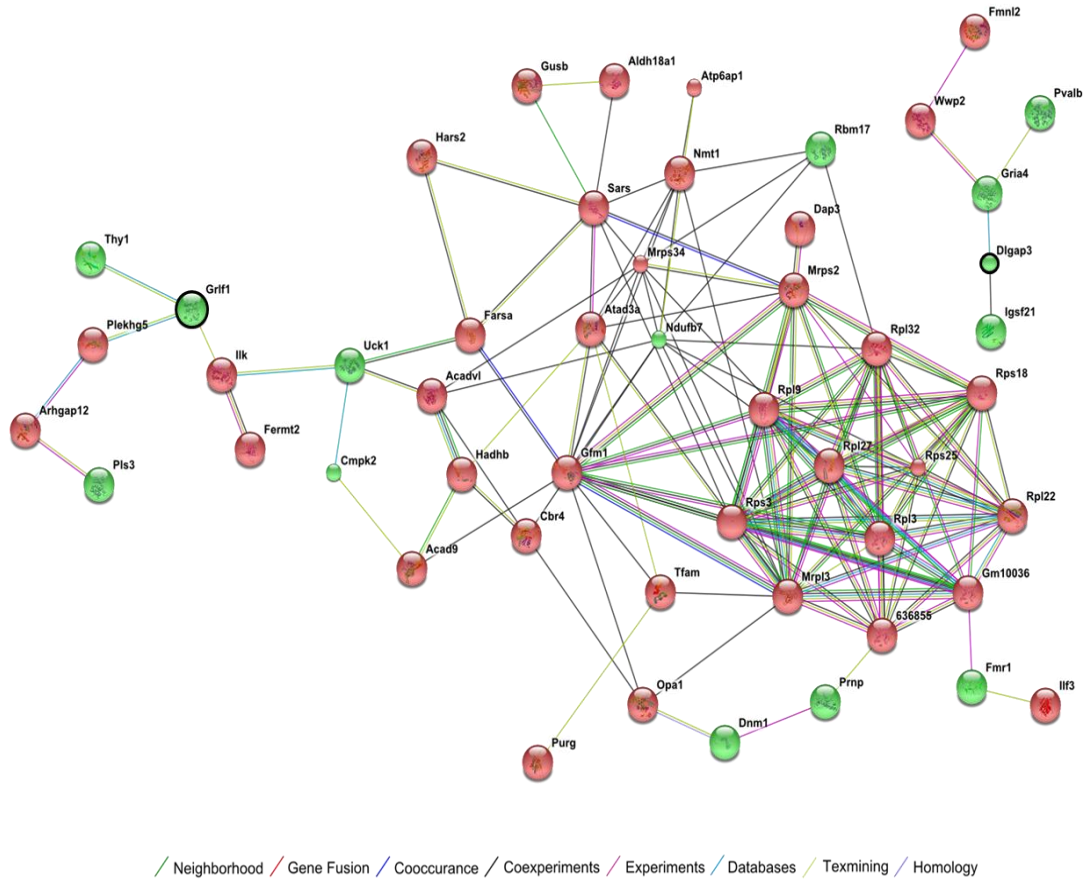 Fmnl2
Gusb
Aldh18a1
Atp6ap1
Wwp2
Pvalb
Hars2
Nmt1
Rbm17
Sars
Gria4
Dap3
Thy1
Mrps34
Mrps2
Dlgap3
Grlf1
Plekhg5
Farsa
Atad3a
Ndufb7
Rpl32
Igsf21
Ilk
Uck1
Acadvl
Rpl9
Rps18
Arhgap12
Fermt2
Hadhb
Gfm1
Rpl27
Rps25
Pls3
Cmpk2
Cbr4
Rps3
Rpl3
Rpl22
Acad9
Tfam
Mrpl3
Gm10036
636855
Opa1
Prnp
Fmr1
Ilf3
Dnm1
Purg
Neighborhood Gene Fusion Cooccurance Coexperiments Experiments Databases Texmining Homology